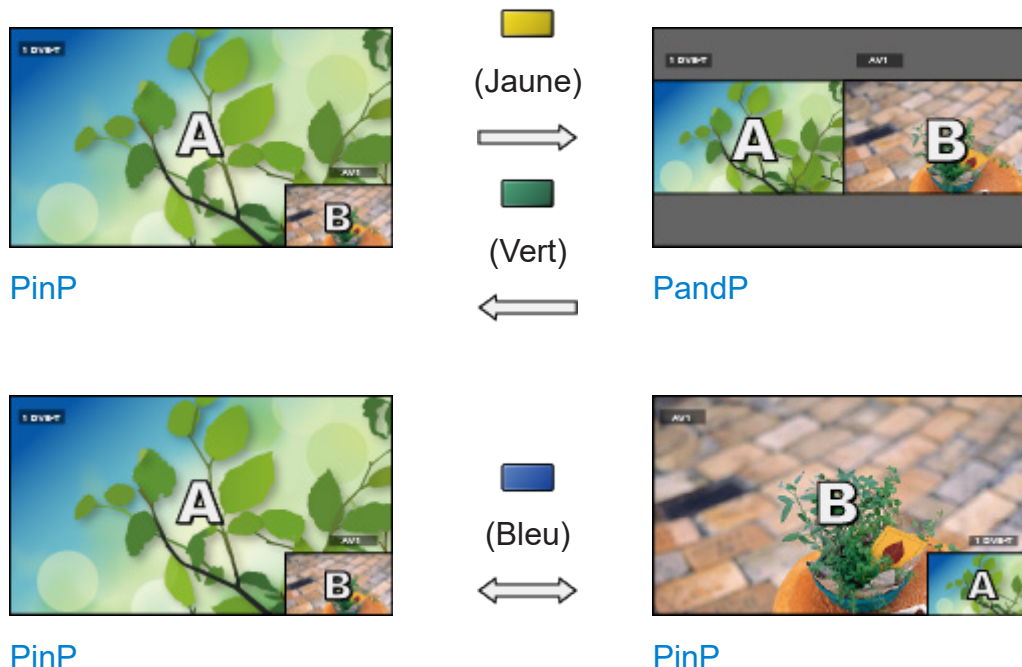 1 DVB-T
A
AV1
B
PinP
(Jaune)
(Vert)
1 DVB-T
AV1
A
B
PandP
1 DVB-T
A
AV1
B
PinP
(Bleu)
AV1
B
1 DVB-T
A
PinP